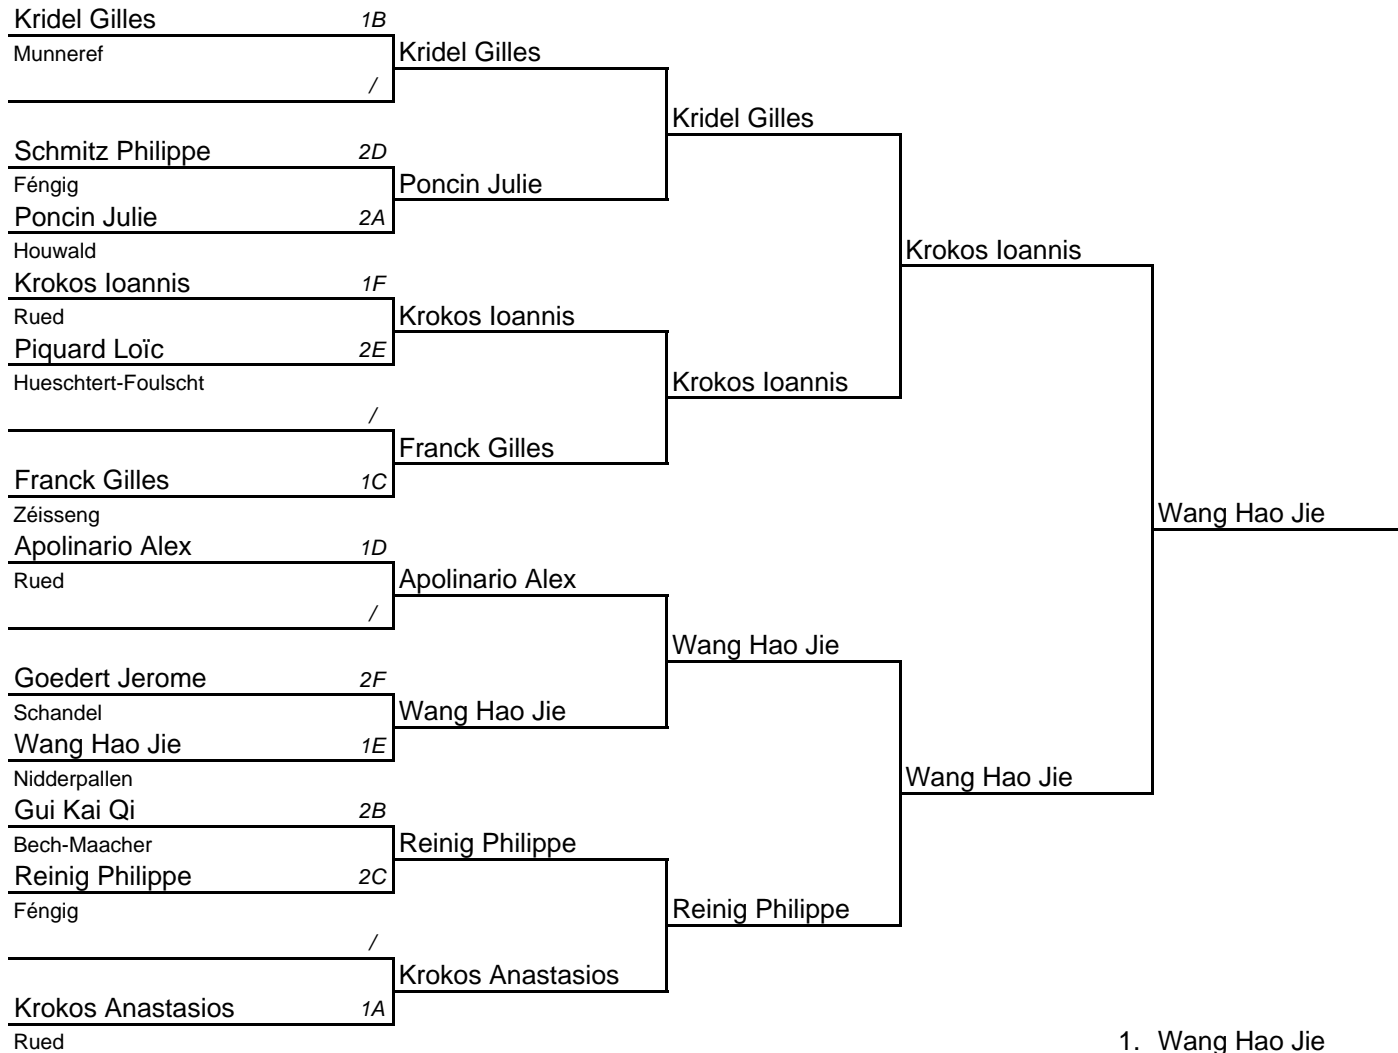 Kridel Gilles 1B
Munneref
Kridel Gilles
/
Kridel Gilles
Schmitz Philippe 2D
Féngig
Poncin Julie
Poncin Julie 2A
Houwald
Krokos Ioannis
Krokos Ioannis 1F
Rued
Krokos Ioannis
Piquard Loïc 2E
Hueschtert-Foulscht
Krokos Ioannis
/
Franck Gilles
Franck Gilles 1C
Zéisseng
Wang Hao Jie
Apolinario Alex 1D
Rued
Apolinario Alex
/
Wang Hao Jie
Goedert Jerome 2F
Schandel
Wang Hao Jie
Wang Hao Jie 1E
Nidderpallen
Wang Hao Jie
Gui Kai Qi 2B
Bech-Maacher
Reinig Philippe
Reinig Philippe 2C
Féngig
Reinig Philippe
/
Krokos Anastasios
Krokos Anastasios 1A
Rued
1. Wang Hao Jie